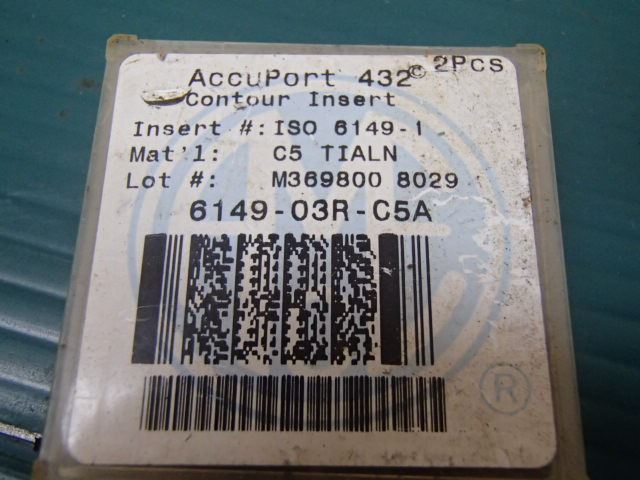 AccuPort 432© 2Pcs
Contour Insert
Insert #: ISO 6149-1
Mat'l: C5 TIALN
Lot #: M369800 8029
6149-03R-C5A
®